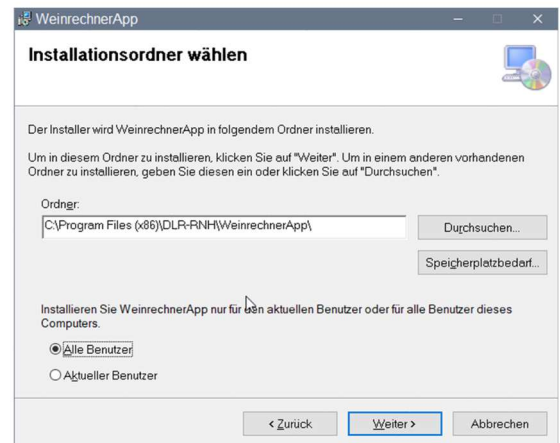 WeinrechnerApp
Installationsordner wählen
Der Installer wird WeinrechnerApp in folgendem Ordner installieren.
Um in diesem Ordner zu installieren, klicken Sie auf "Weiter". Um in einem anderen vorhandenen
Ordner zu installieren, geben Sie diesen ein oder klicken Sie auf "Durchsuchen".
Ordner:
C:\Program Files (x86)\DLR-RNH\WeinrechnerApp\
Durchsuchen...
Speicherplatzbedarf...
Installieren Sie WeinrechnerApp nur für den aktuellen Benutzer oder für alle Benutzer dieses
Computers.
Alle Benutzer
Aktueller Benutzer
< Zurück
Weiter >
Abbrechen